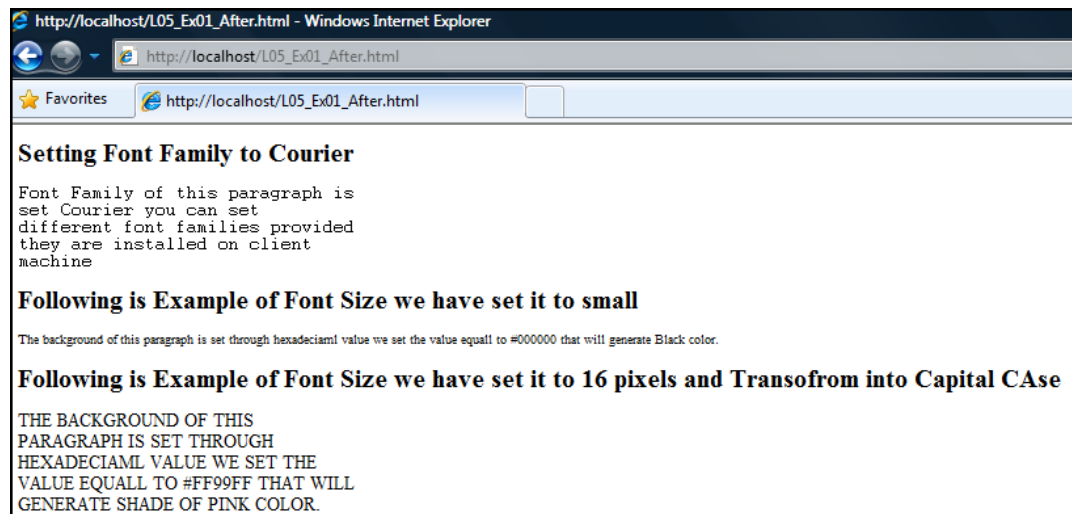 http://localhost/L05_Ex01_After.html - Windows Internet Explorer
http://localhost/L05_Ex01_After.html
Favorites http://localhost/L05_Ex01_After.html
Setting Font Family to Courier
Font Family of this paragraph is
set Courier you can set
different font families provided
they are installed on client
machine
Following is Example of Font Size we have set it to small
The background of this paragraph is set through hexadeciaml value we set the value equall to #000000 that will generate Black color.
Following is Example of Font Size we have set it to 16 pixels and Transofrom into Capital CAse
THE BACKGROUND OF THIS
PARAGRAPH IS SET THROUGH
HEXADECIAML VALUE WE SET THE
VALUE EQUALL TO #FF99FF THAT WILL
GENERATE SHADE OF PINK COLOR.